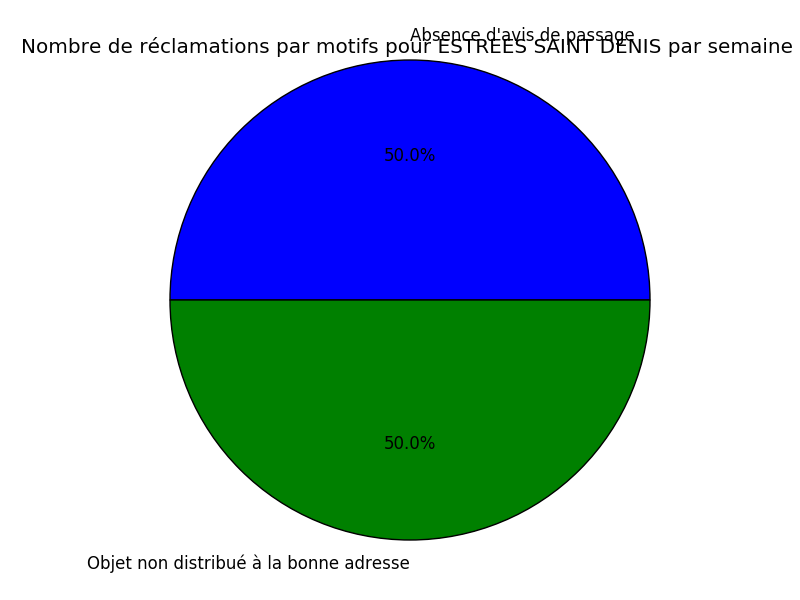 Absence d'avis de passage
Nombre de réclamations par motifs pour ESTREES SAINT DENIS par semaine
50.0%
50.0%
Objet non distribué à la bonne adresse